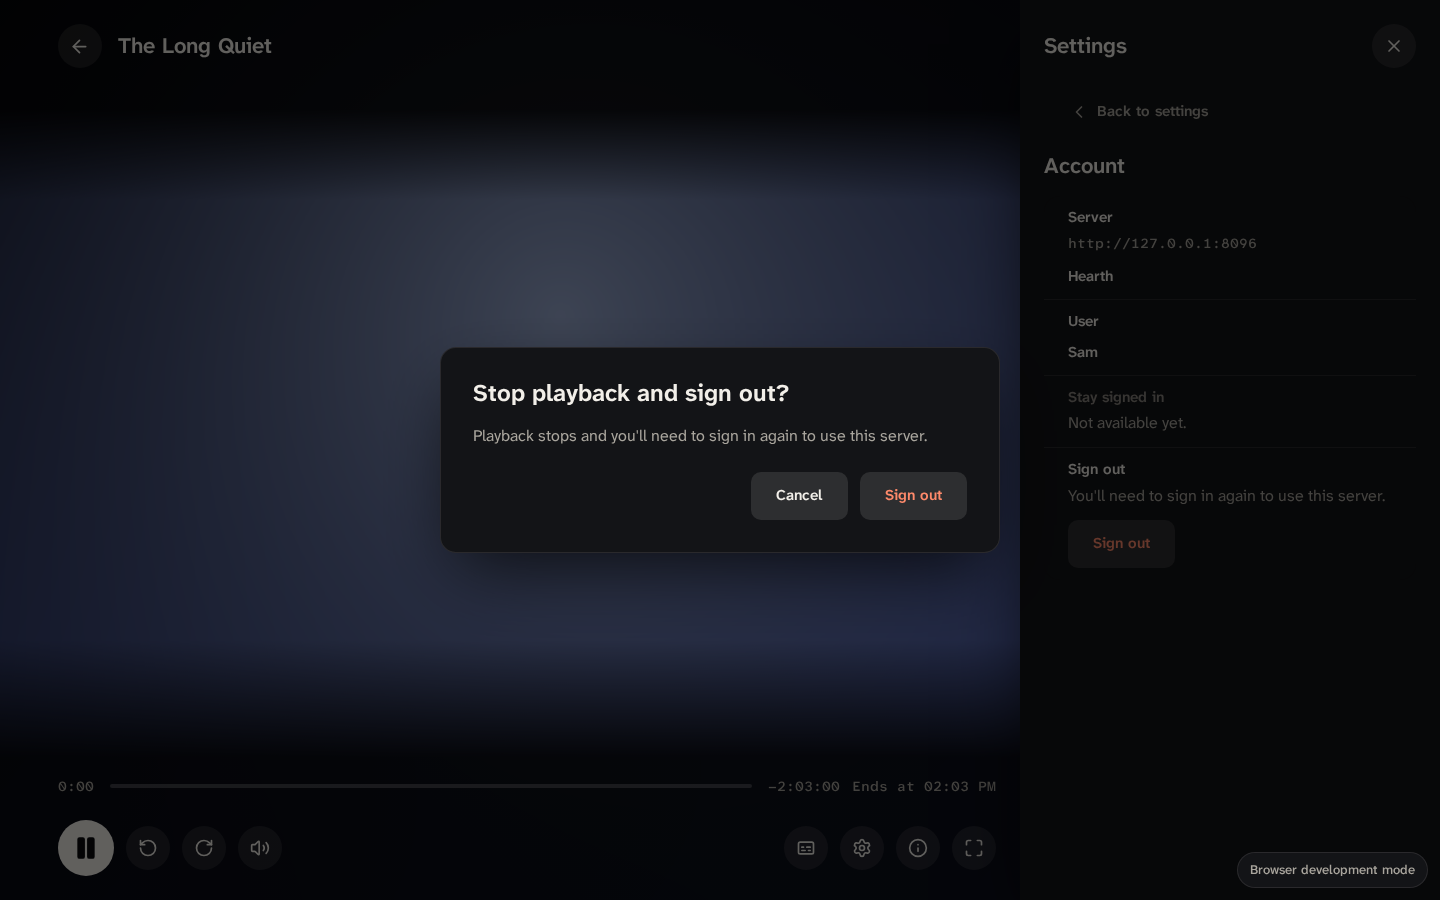 The Long Quiet
Settings
Back to settings
Account
Server
http://127.0.0.1:8096
Hearth
User
Sam
Stay signed in
Not available yet.
Sign out
You'll need to sign in again to use this server.
Sign out
Stop playback and sign out?
Playback stops and you'll need to sign in again to use this server.
Cancel
Sign out
0:00
−2:03:00 Ends at 02:03 PM
Browser development mode